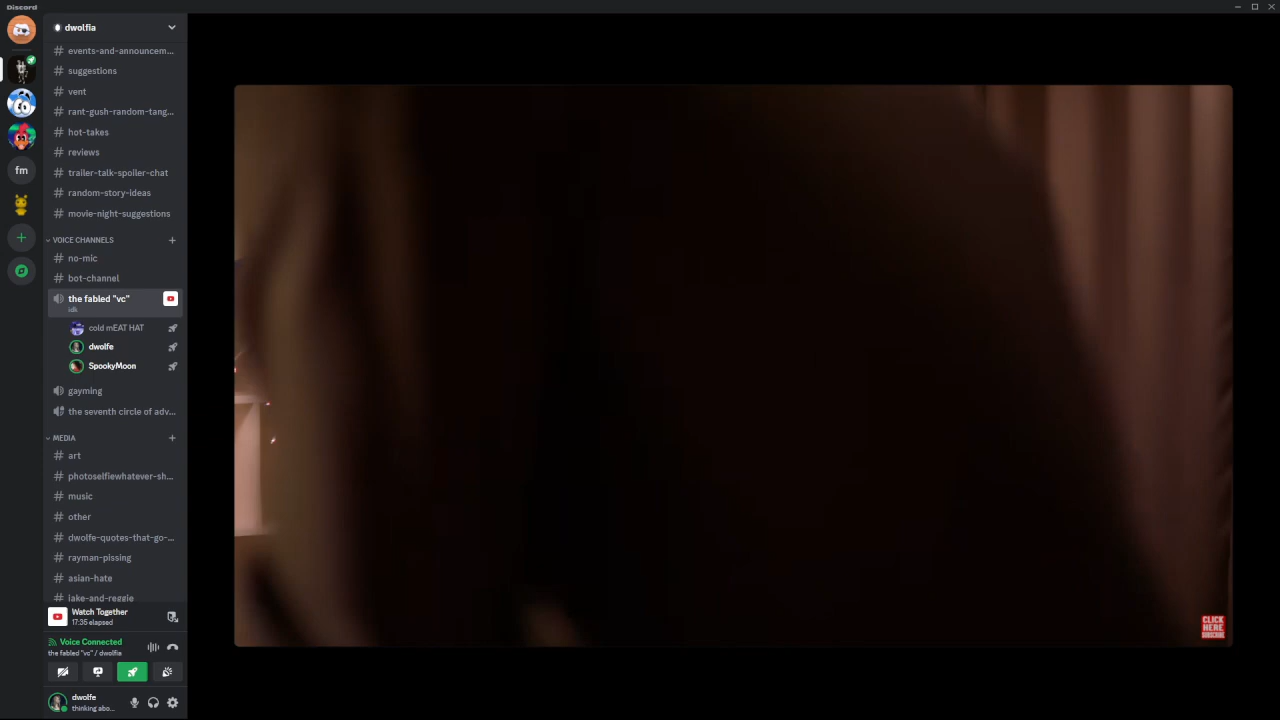 Discord
dwolfia
events-and-announcem...
suggestions
vent
rant-gush-random-tang...
hot-takes
reviews
trailer-talk-spoiler-chat
random-story-ideas
movie-night-suggestions
VOICE CHANNELS
no-mic
bot-channel
the fabled "vc"
idk
cold mEAT HAT
dwolfe
SpookyMoon
gayming
the seventh circle of adv...
MEDIA
art
photoselfiewhatever-sh...
music
other
dwolfe-quotes-that-go-...
rayman-pissing
asian-hate
lake-and-reggie
Watch Together
17:35 elapsed
Voice Connected
the fabled "vc" / dwolfia
dwolfe
thinking abo...
fm
CLICK
HERE
SUBSCRIBE